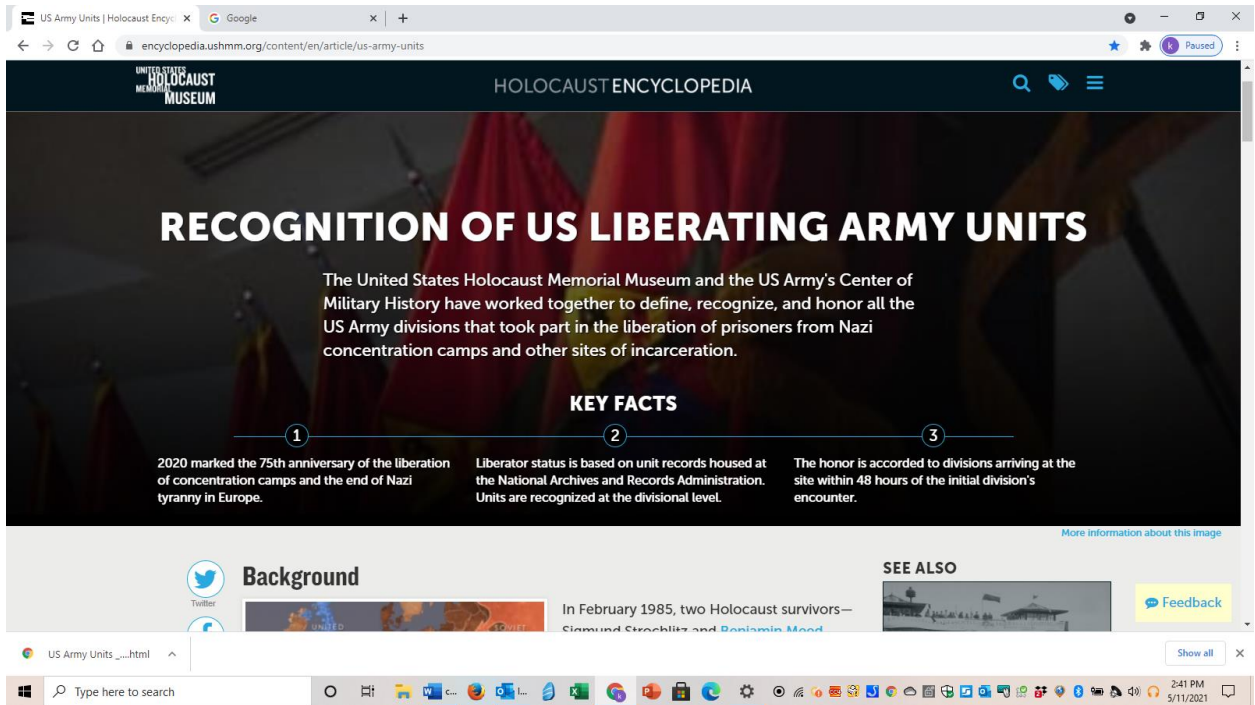 US Army Units | Holocaust Encyc
Google
encyclopedia.ushmm.org/content/en/article/us-army-units
k Paused
UNITED STATES
HOLOCAUST
MEMORIAL
MUSEUM
HOLOCAUST ENCYCLOPEDIA
RECOGNITION OF US LIBERATING ARMY UNITS
The United States Holocaust Memorial Museum and the US Army's Center of
Military History have worked together to define, recognize, and honor all the
US Army divisions that took part in the liberation of prisoners from Nazi
concentration camps and other sites of incarceration.
KEY FACTS
1
2020 marked the 75th anniversary of the liberation
of concentration camps and the end of Nazi
tyranny in Europe.
2
Liberator status is based on unit records housed at
the National Archives and Records Administration.
Units are recognized at the divisional level.
3
The honor is accorded to divisions arriving at the
site within 48 hours of the initial division's
encounter.
More information about this image
Twitter
Background
UNITED
SOVIET
In February 1985, two Holocaust survivors—
Sigmund Strochlitz and Benjamin Meed
SEE ALSO
Feedback
US Army Units _....html
Show all
Type here to search
c...
L...
2:41 PM
5/11/2021